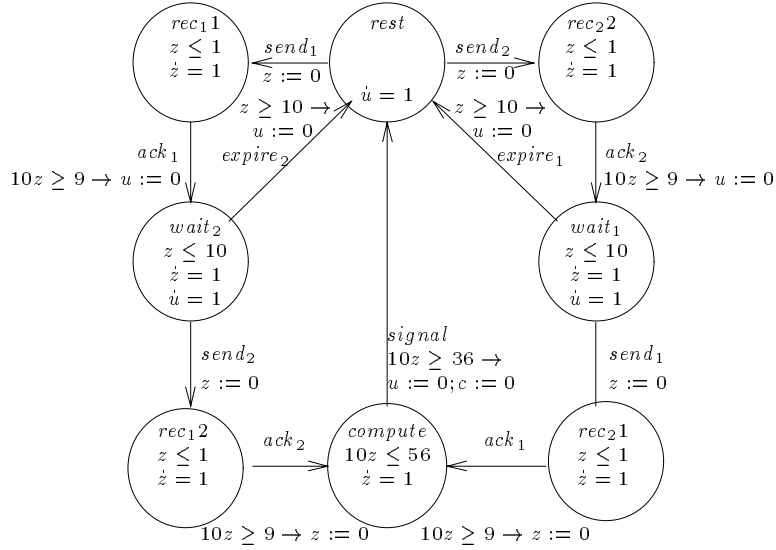 rec₁1
z ≤ 1
ż = 1
send₁
z := 0
rest
u̇ = 1
send₂
z := 0
rec₂2
z ≤ 1
ż = 1
z ≥ 10 →
u := 0
expire₂
z ≥ 10 →
u := 0
expire₁
ack₁
10z ≥ 9 → u := 0
ack₂
10z ≥ 9 → u := 0
wait₂
z ≤ 10
ż = 1
u̇ = 1
wait₁
z ≤ 10
ż = 1
u̇ = 1
send₂
z := 0
signal
10z ≥ 36 →
u := 0; c := 0
send₁
z := 0
rec₁2
z ≤ 1
ż = 1
ack₂
10z ≥ 9 → z := 0
compute
10z ≤ 56
ż = 1
ack₁
10z ≥ 9 → z := 0
rec₂1
z ≤ 1
ż = 1